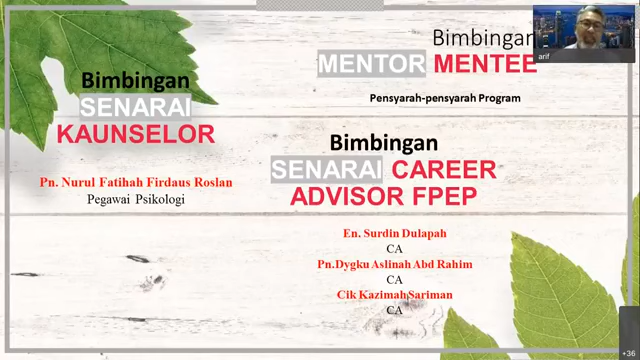 Bimbingan
SENARAI
KAUNSELOR
Pn. Nurul Fatihah Firdaus Roslan
Pegawai Psikologi
Bimbingan
MENTOR MENTEE
Pensyarah-pensyarah Program
Bimbingan
SENARAI CAREER
ADVISOR FPEP
En. Surdin Dulapah
CA
Pn.Dygku Aslinah Abd Rahim
CA
Cik Kazimah Sariman
CA
arif
+36